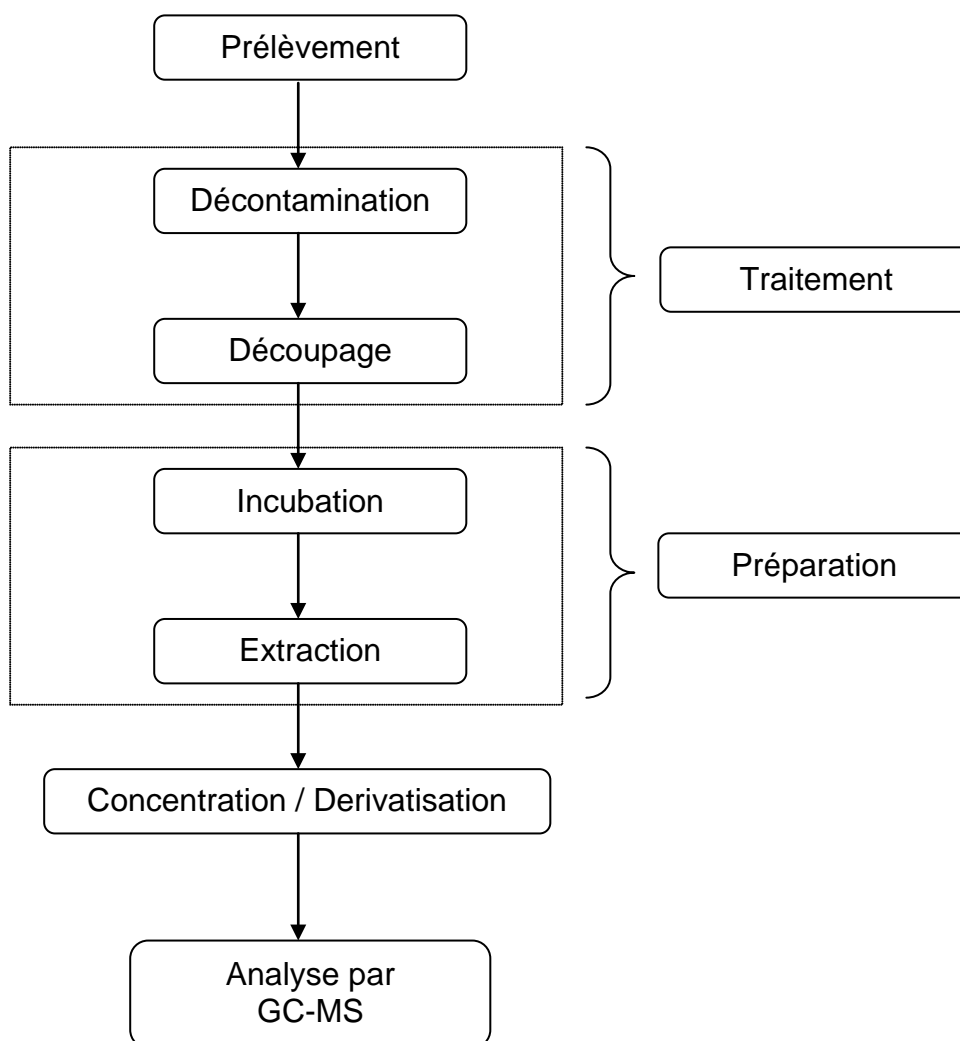 Prélèvement
Décontamination
Traitement
Découpage
Incubation
Préparation
Extraction
Concentration / Derivatisation
Analyse par
GC-MS